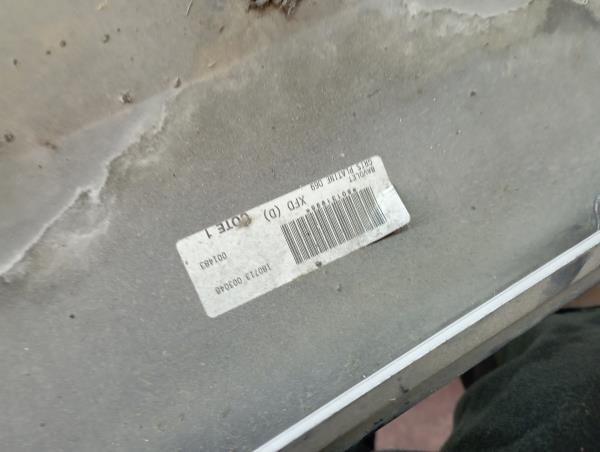 BAVOLET
GRIS PLATINE D69
XFD (D)
COTE 1
180713 003048
001483